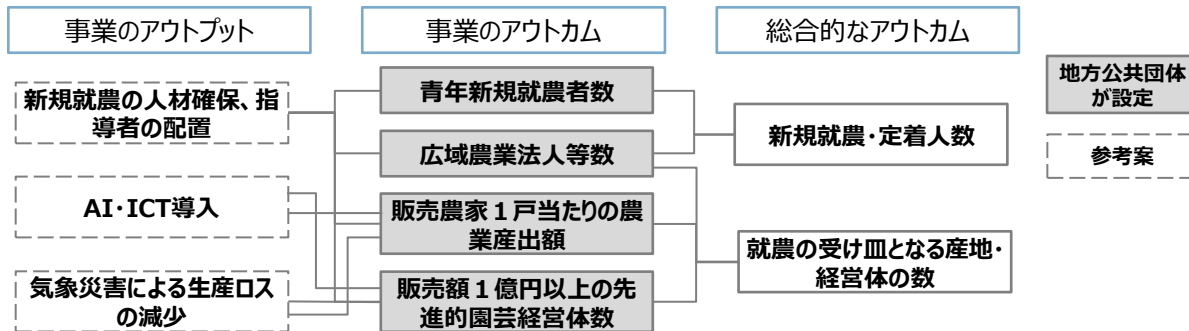 事業のアウトプット
事業のアウトカム
総合的なアウトカム
新規就農の人材確保、指
導者の配置
AI・ICT導入
気象災害による生産ロス
の減少
青年新規就農者数
広域農業法人等数
販売農家１戸当たりの農
業産出額
販売額１億円以上の先
進的園芸経営体数
新規就農・定着人数
就農の受け皿となる産地・
経営体の数
地方公共団体
が設定
参考案